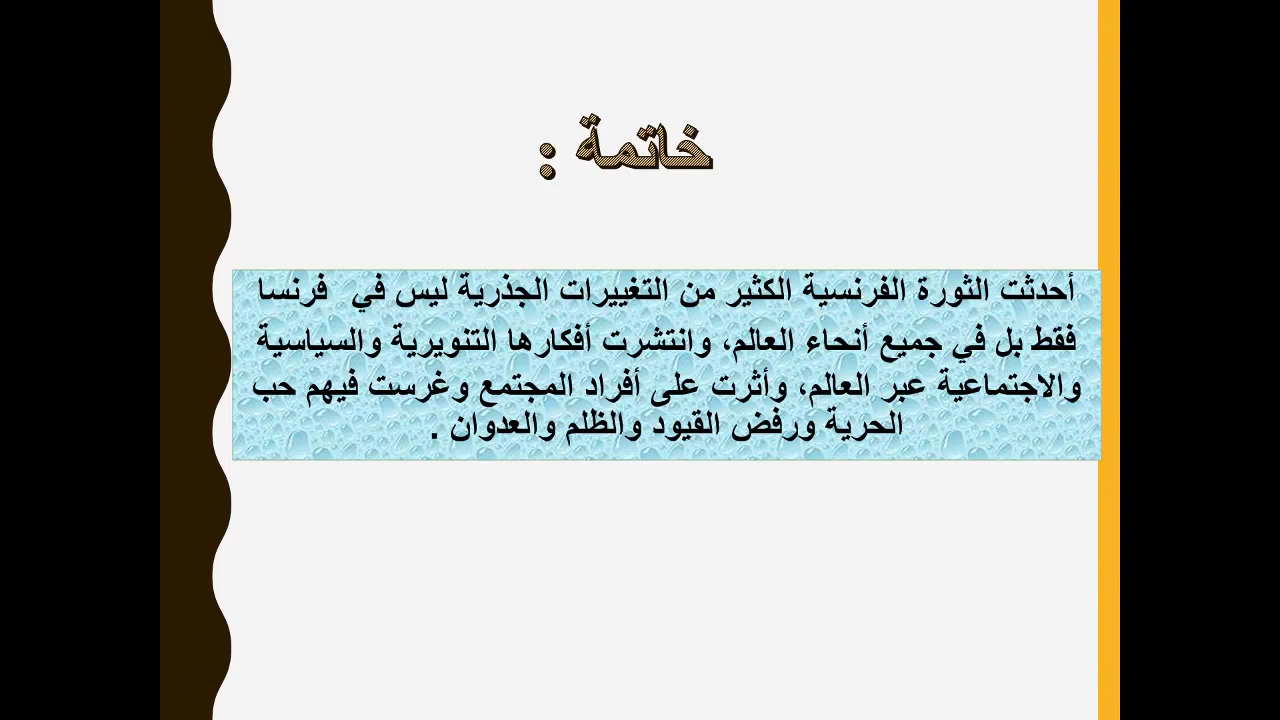 خاتمة :
أحدثت الثورة الفرنسية الكثير من التغييرات الجذرية ليس في فرنسا
فقط بل في جميع أنحاء العالم، وانتشرت أفكارها التنويرية والسياسية
والاجتماعية عبر العالم، وأثرت على أفراد المجتمع وغرست فيهم حب
الحرية ورفض القيود والظلم والعدوان .